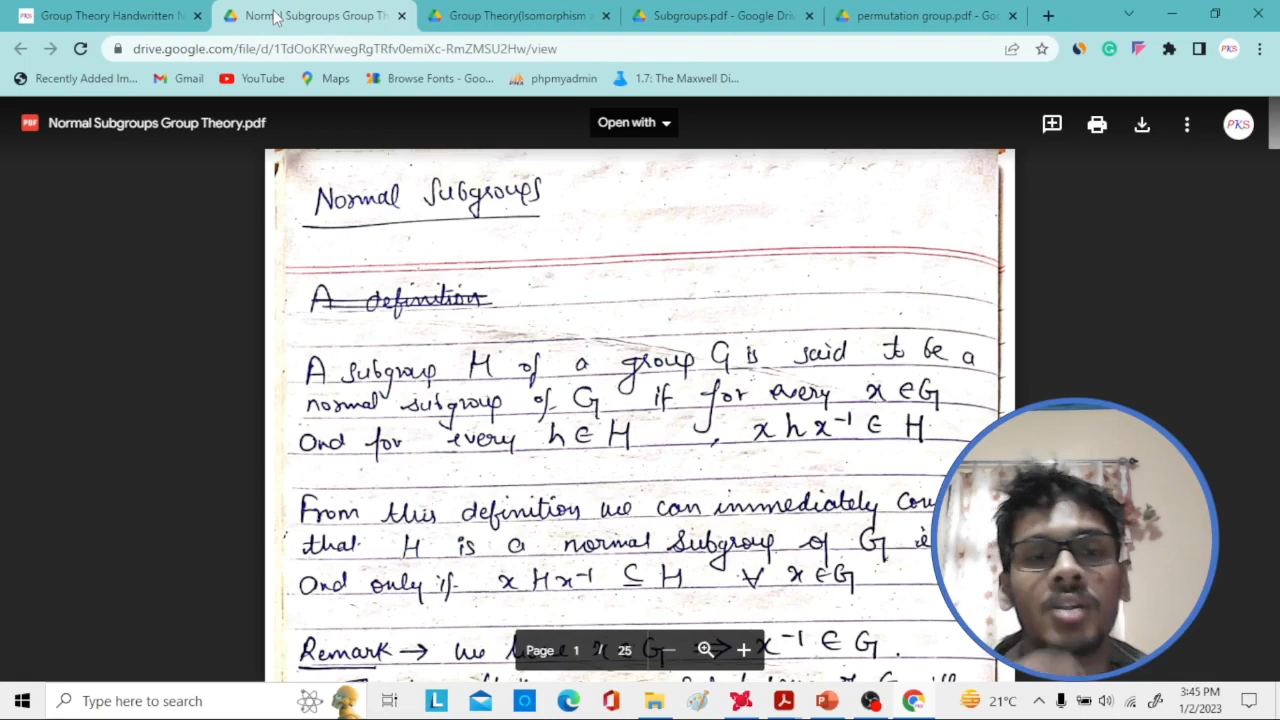 Group Theory Handwritten N
Normal Subgroups Group Th
Group Theory(Isomorphism a
Subgroups.pdf - Google Driv
permutation group.pdf - Goo
drive.google.com/file/d/1TdOoKRYwegRgTRfv0emiXc-RmZMSU2Hw/view
PKS
Recently Added Im...
Gmail
YouTube
Maps
Browse Fonts - Goo...
phpmyadmin
1.7: The Maxwell Di...
PDF Normal Subgroups Group Theory.pdf
Open with
PKS
Normal Subgroups
A definition
A subgroup H of a group G is said to be a
normal subgroup of G if for every x ∈ G
And for every h ∈ H , x h x⁻¹ ∈ H
From this definition we can immediately con
that H is a normal subgroup of G i
And only if x H x⁻¹ ⊆ H ∀ x ∈ G
Remark → we x G x⁻¹ ∈ G .
Page 1 25
Type here to search
21°C
3:45 PM
1/2/2023